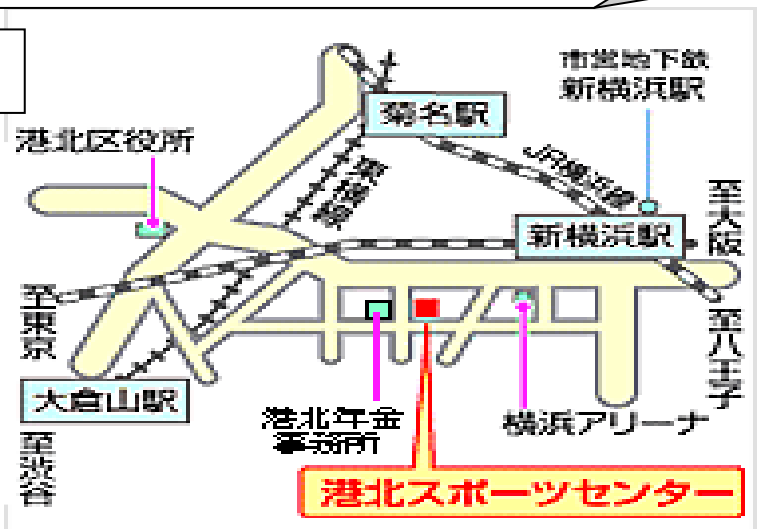 市営地下鉄
新横浜駅
菊名駅
港北区役所
東横線
JR横浜線
至大阪
新横浜駅
至東京
至八王子
大倉山駅
港北年金
事務所
横浜アリーナ
至渋谷
港北スポーツセンター